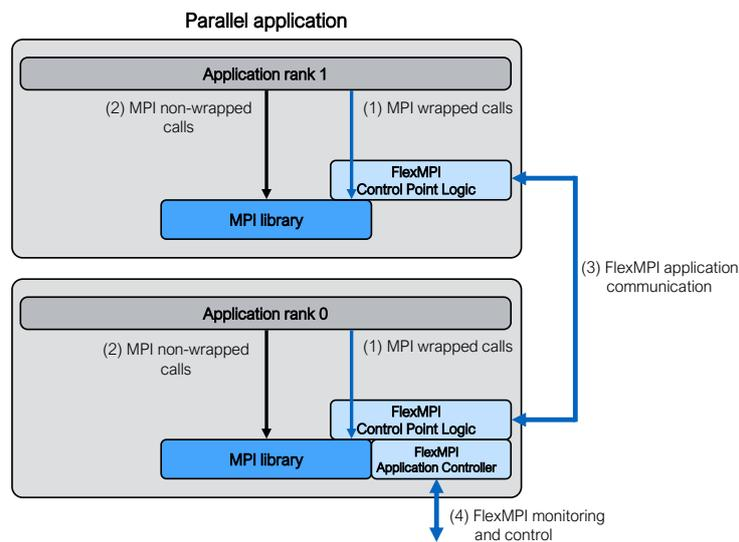 Parallel application
Application rank 1
(2) MPI non-wrapped
calls
(1) MPI wrapped calls
FlexMPI
Control Point Logic
MPI library
(3) FlexMPI application
communication
Application rank 0
(2) MPI non-wrapped
calls
(1) MPI wrapped calls
FlexMPI
Control Point Logic
MPI library
FlexMPI
Application Controller
(4) FlexMPI monitoring
and control